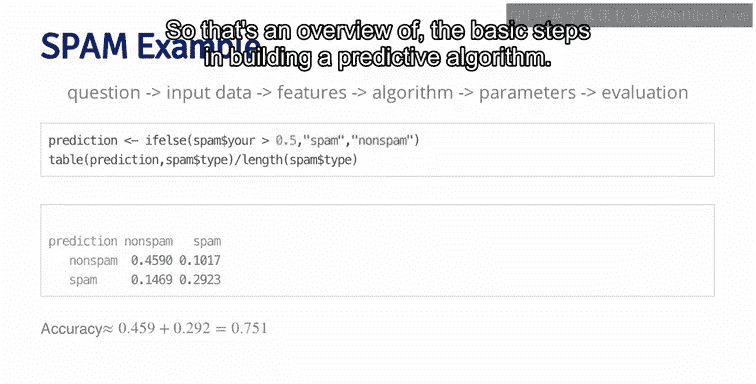 So that's an overview of, the basic steps
in building a predictive algorithm.
SPAM Example
question -> input data -> features -> algorithm -> parameters -> evaluation
prediction <- ifelse(spam$your > 0.5,"spam","nonspam")
table(prediction,spam$type)/length(spam$type)
prediction nonspam spam
nonspam 0.4590 0.1017
spam 0.1469 0.2923
Accuracy≈ 0.459 + 0.292 = 0.751